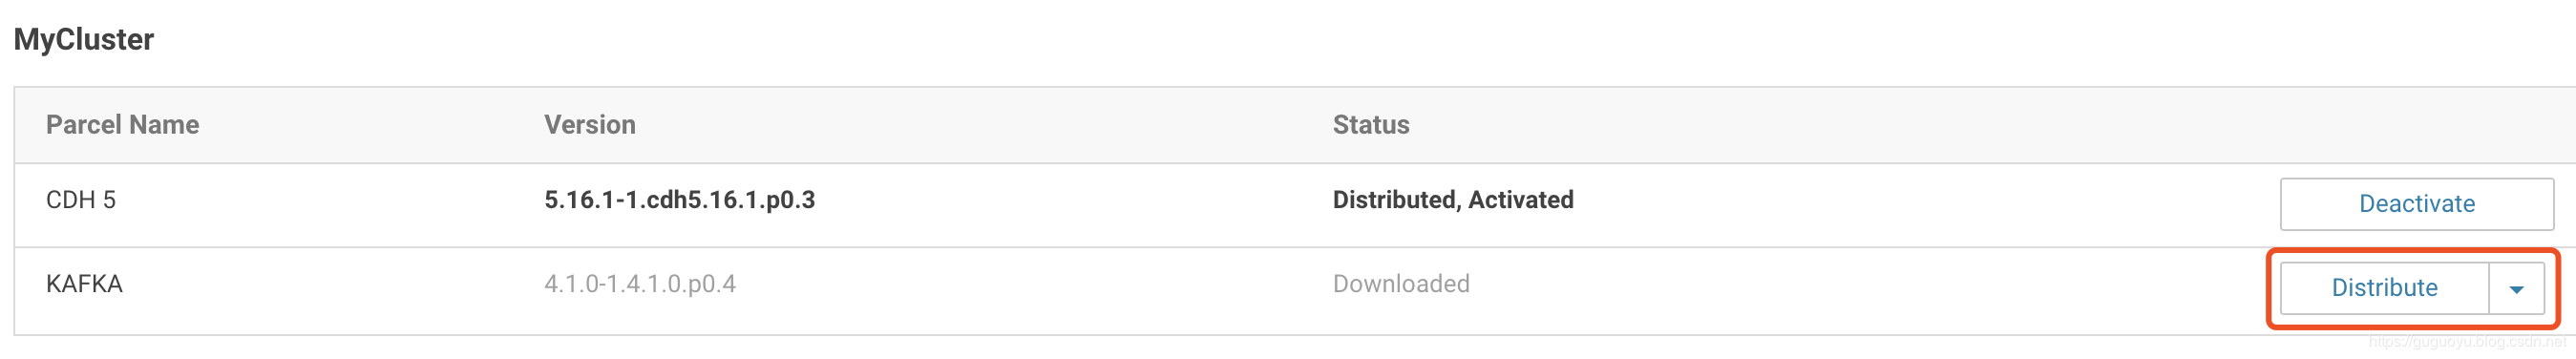 MyCluster
Parcel Name Version Status
CDH 5 5.16.1-1.cdh5.16.1.p0.3 Distributed, Activated Deactivate
KAFKA 4.1.0-1.4.1.0.p0.4 Downloaded Distribute
https://guguoyu.blog.csdn.net